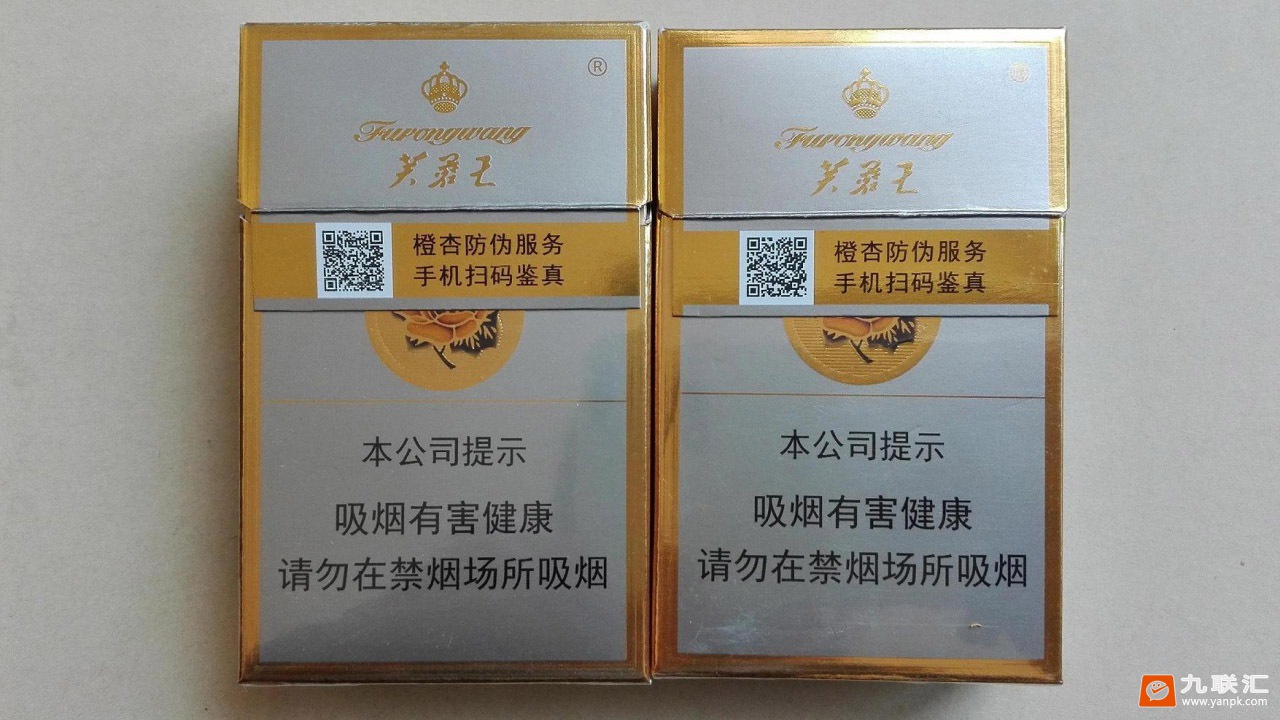 ®
Furongwang
芙蓉王
橙杏防伪服务
手机扫码鉴真
本公司提示
吸烟有害健康
请勿在禁烟场所吸烟
Furongwang
芙蓉王
橙杏防伪服务
手机扫码鉴真
本公司提示
吸烟有害健康
请勿在禁烟场所吸烟
九联汇
www.yanpk.com